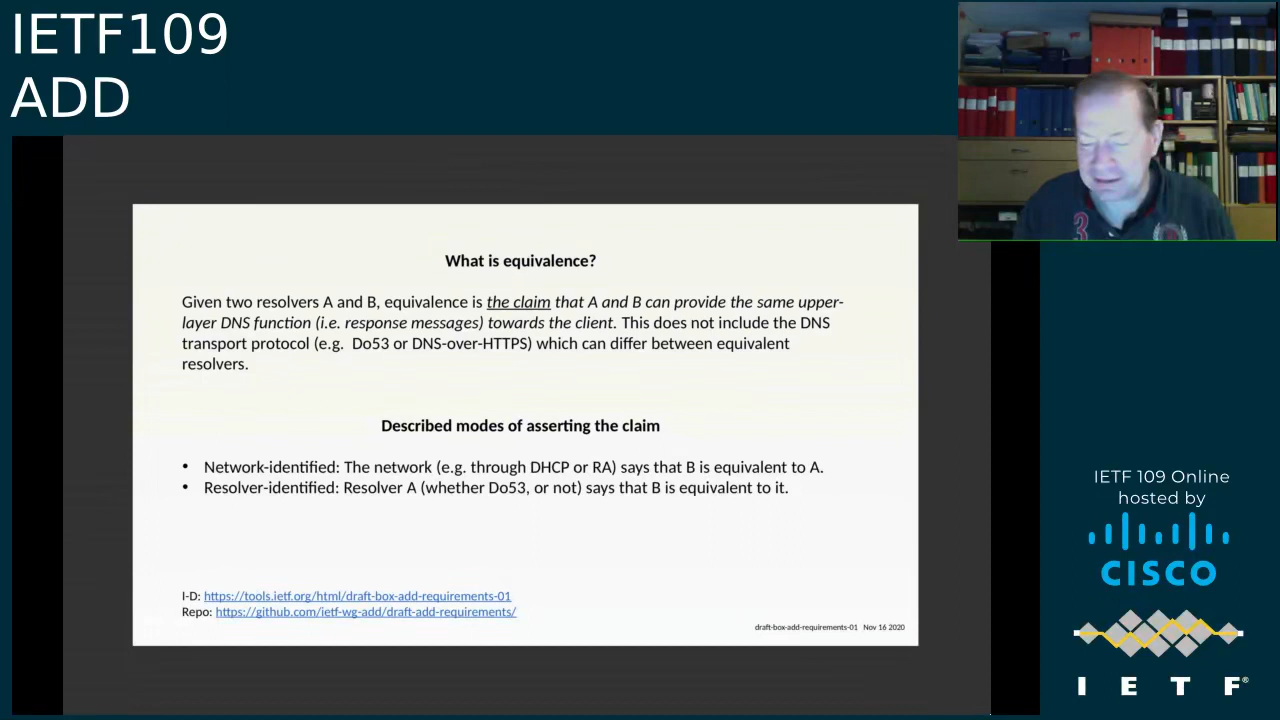 IETF109
ADD
What is equivalence?
Given two resolvers A and B, equivalence is the claim that A and B can provide the same upper-
layer DNS function (i.e. response messages) towards the client. This does not include the DNS
transport protocol (e.g.  Do53 or DNS-over-HTTPS) which can differ between equivalent
resolvers.
Described modes of asserting the claim
• Network-identified: The network (e.g. through DHCP or RA) says that B is equivalent to A.
• Resolver-identified: Resolver A (whether Do53, or not) says that B is equivalent to it.
I-D: https://tools.ietf.org/html/draft-box-add-requirements-01
Repo: https://github.com/ietf-wg-add/draft-add-requirements/
draft-box-add-requirements-01   Nov 16 2020
3
IETF 109 Online
hosted by
CISCO
I E T F®